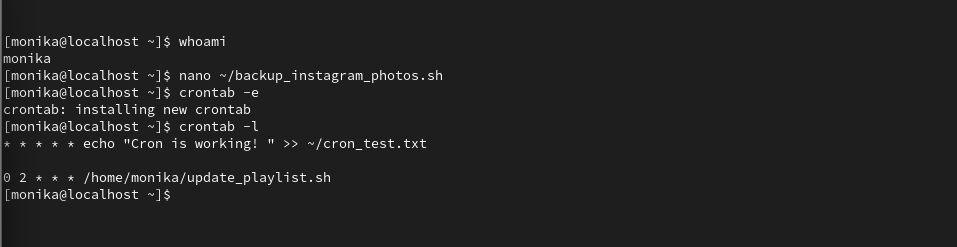 [monika@localhost ~]$ whoami
monika
[monika@localhost ~]$ nano ~/backup_instagram_photos.sh
[monika@localhost ~]$ crontab -e
crontab: installing new crontab
[monika@localhost ~]$ crontab -l
* * * * * echo "Cron is working! " >> ~/cron_test.txt
0 2 * * * /home/monika/update_playlist.sh
[monika@localhost ~]$